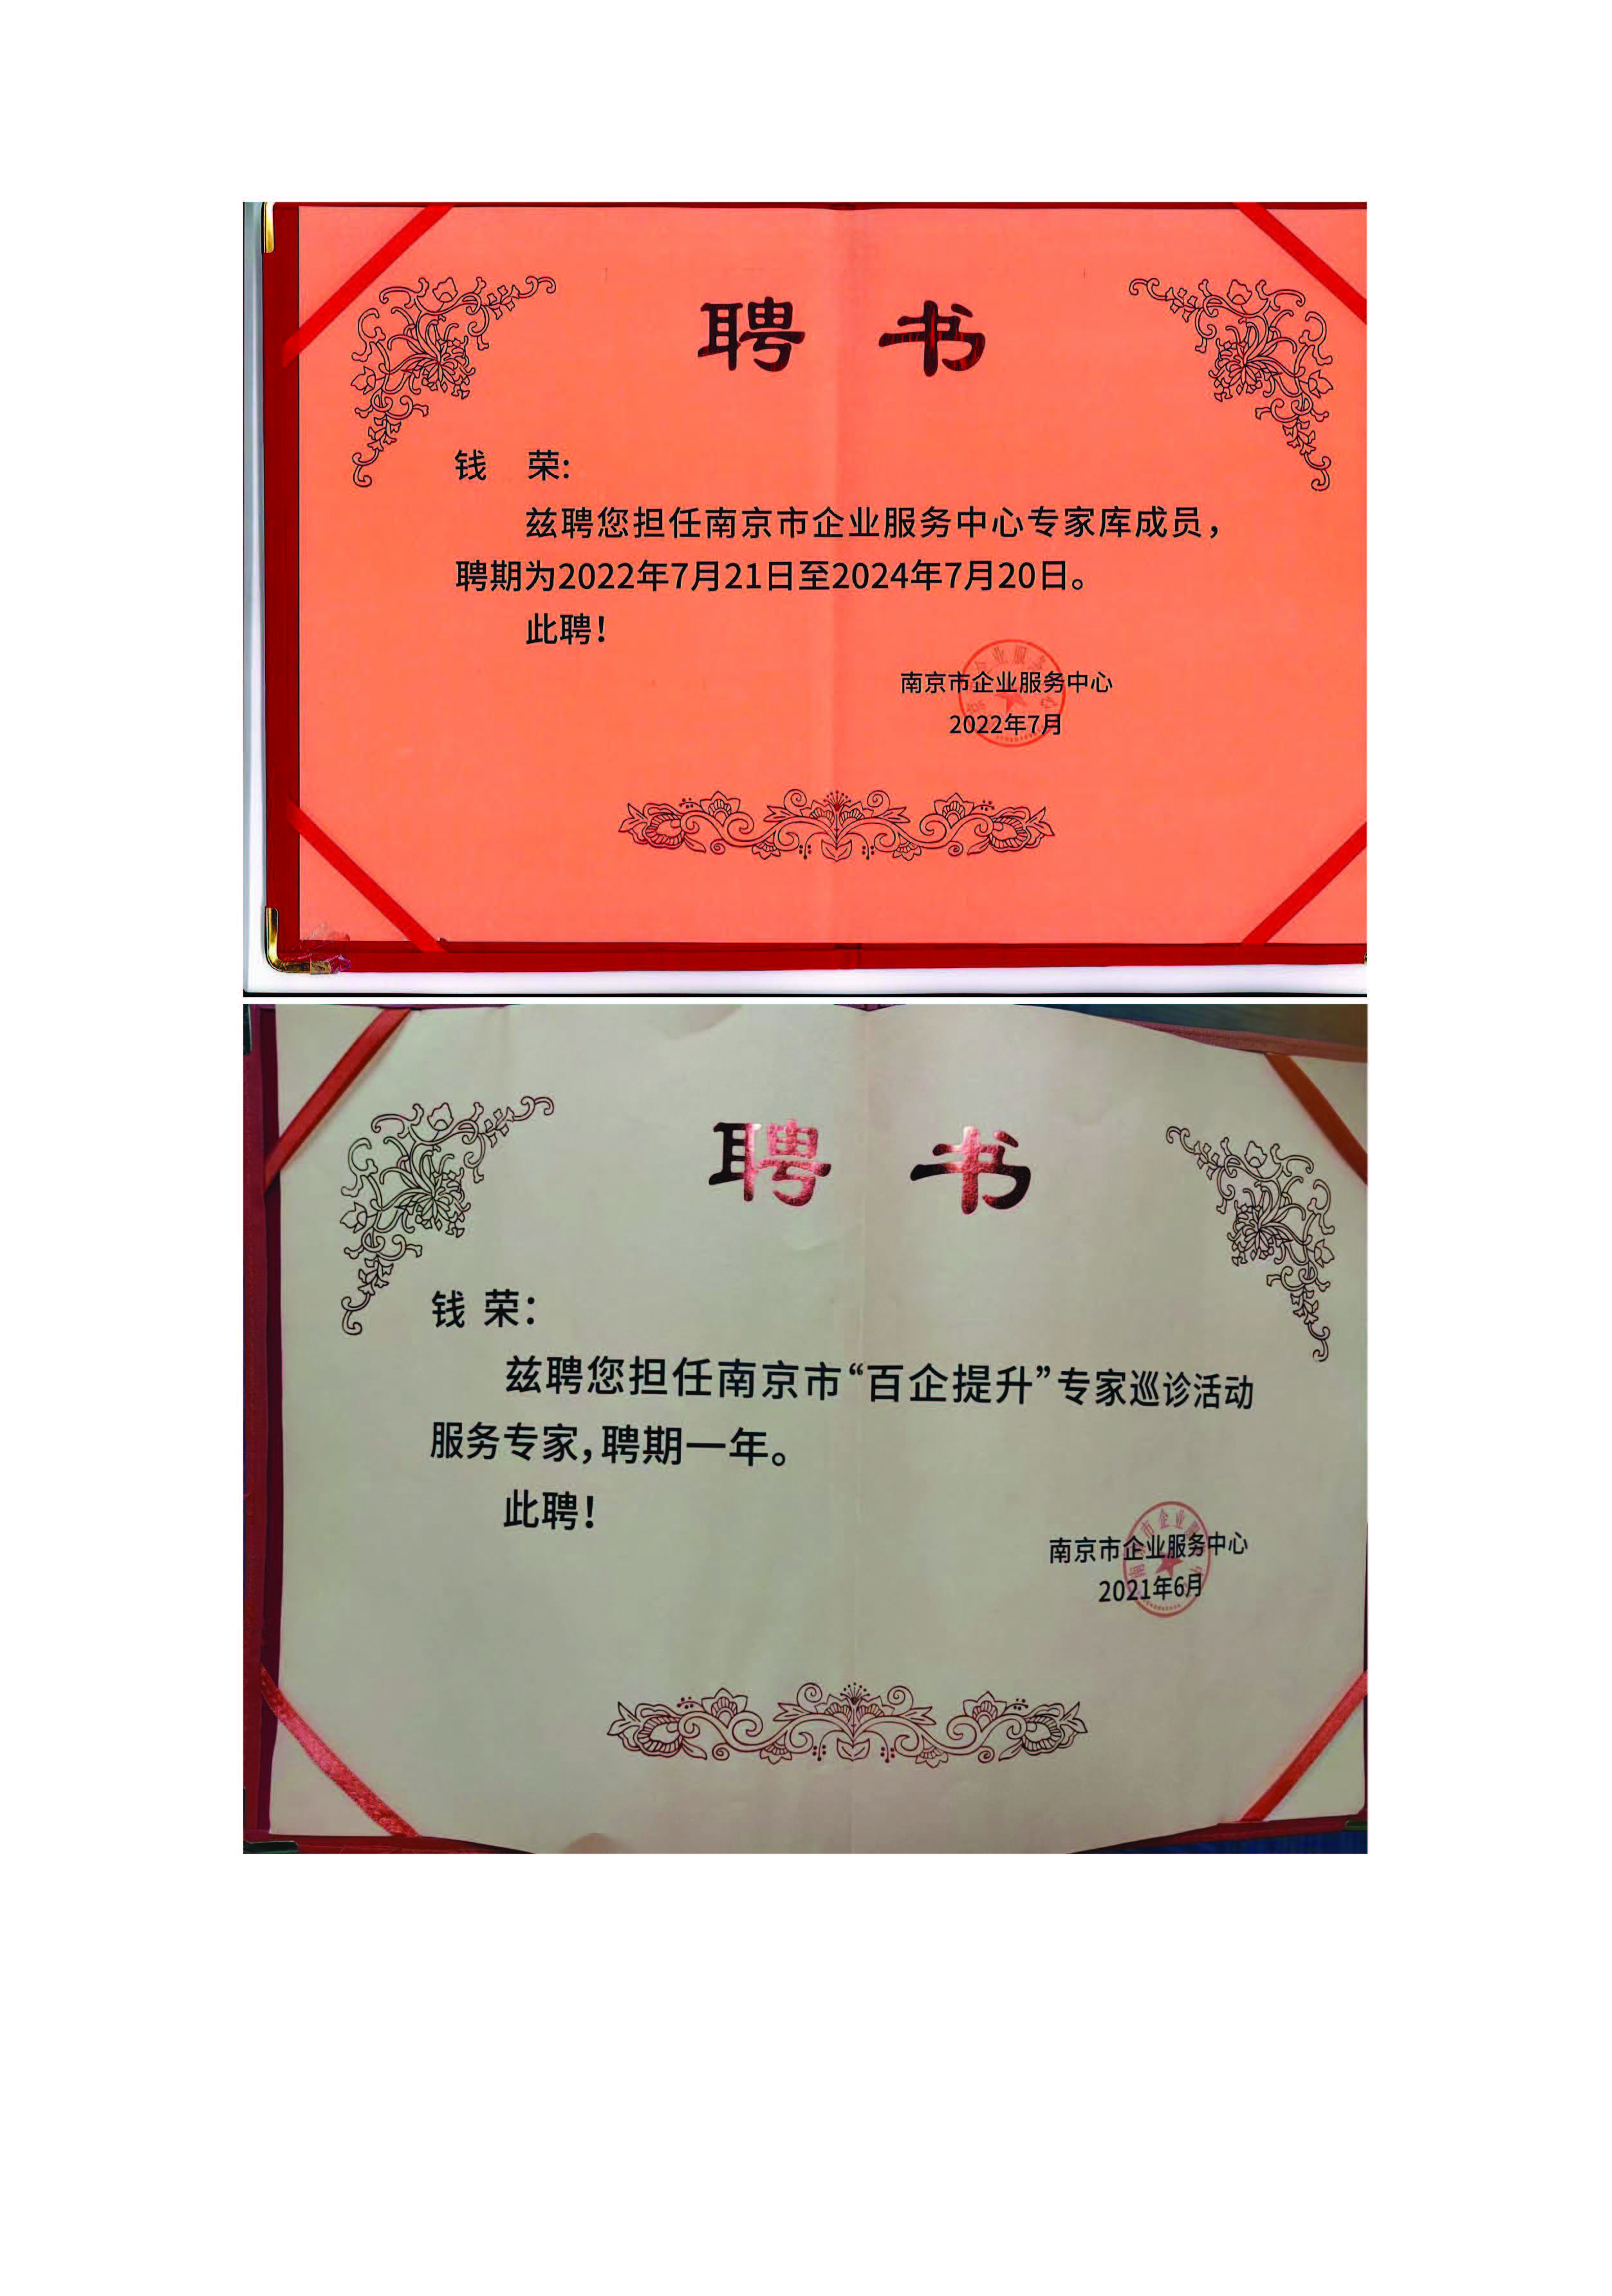 聘 书
钱 荣:
兹聘您担任南京市企业服务中心专家库成员，
聘期为2022年7月21日至2024年7月20日。
此聘！
南京市企业服务中心
2022年7月
聘 书
钱 荣：
兹聘您担任南京市“百企提升”专家巡诊活动
服务专家，聘期一年。
此聘！
南京市企业服务中心
2021年6月